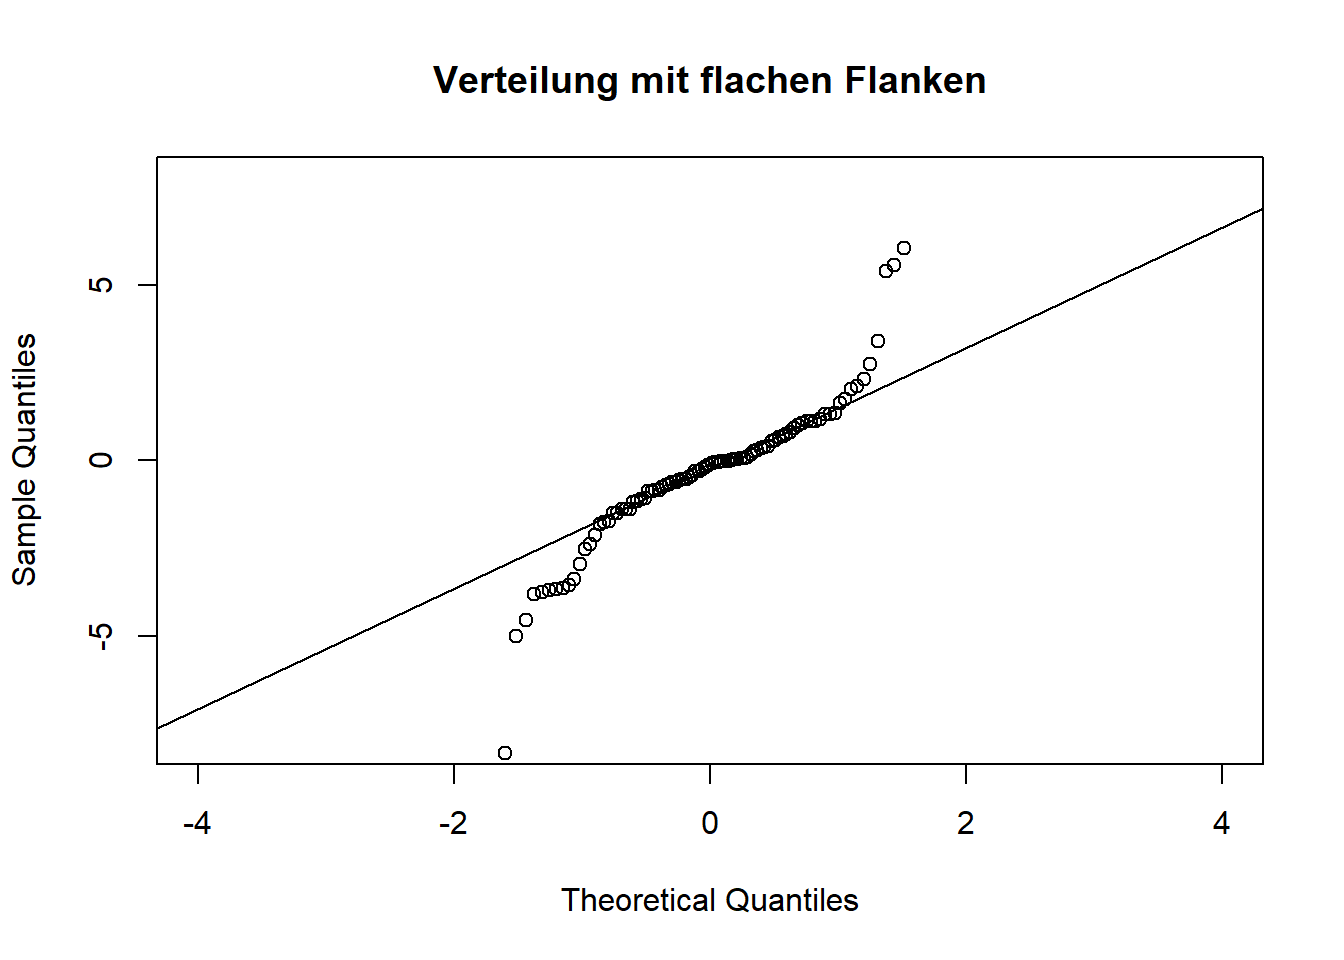 Verteilung mit flachen Flanken
Sample Quantiles
5
0
-5
-4
-2
0
2
4
Theoretical Quantiles